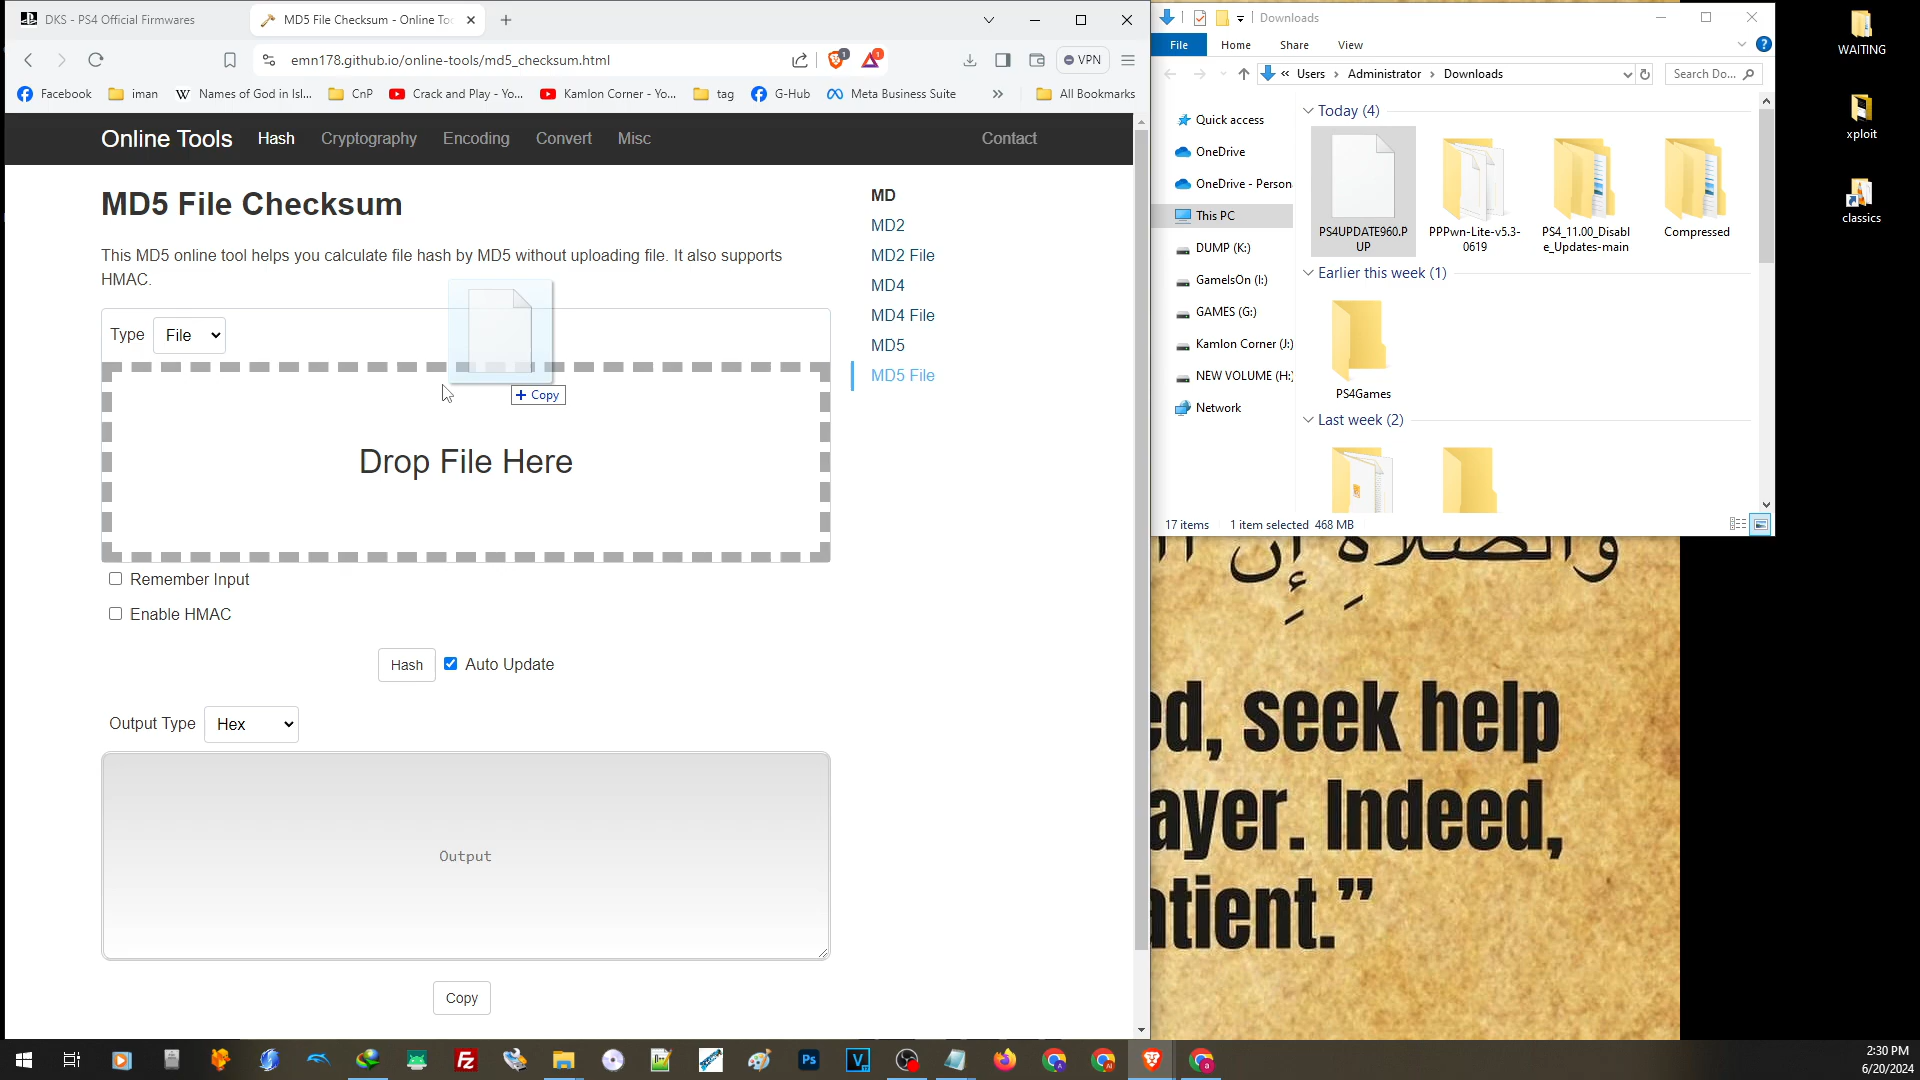 DKS - PS4 Official Firmwares
MD5 File Checksum - Online To
emn178.github.io/online-tools/md5_checksum.html
1
1
VPN
Facebook
iman
Names of God in Isl...
CnP
Crack and Play - Yo...
Kamlon Corner - Yo...
tag
G-Hub
Meta Business Suite
»
All Bookmarks
Online Tools
Hash
Cryptography
Encoding
Convert
Misc
Contact
MD5 File Checksum
This MD5 online tool helps you calculate file hash by MD5 without uploading file. It also supports
HMAC.
Type
File
+ Copy
Drop File Here
Remember Input
Enable HMAC
Hash
Auto Update
Output Type
Hex
Output
Copy
MD
MD2
MD2 File
MD4
MD4 File
MD5
MD5 File
Downloads
File
Home
Share
View
« Users › Administrator › Downloads
Search Do...
Quick access
OneDrive
OneDrive - Person
This PC
DUMP (K:)
GameIsOn (I:)
GAMES (G:)
Kamlon Corner (J:)
NEW VOLUME (H:)
Network
Today (4)
PS4UPDATE960.P
UP
PPPwn-Lite-v5.3-
0619
PS4_11.00_Disabl
e_Updates-main
Compressed
Earlier this week (1)
PS4Games
Last week (2)
17 items
1 item selected 468 MB
WAITING
xploit
classics
والصلاة إن
ed, seek help
ayer. Indeed,
atient.”
2:30 PM
6/20/2024